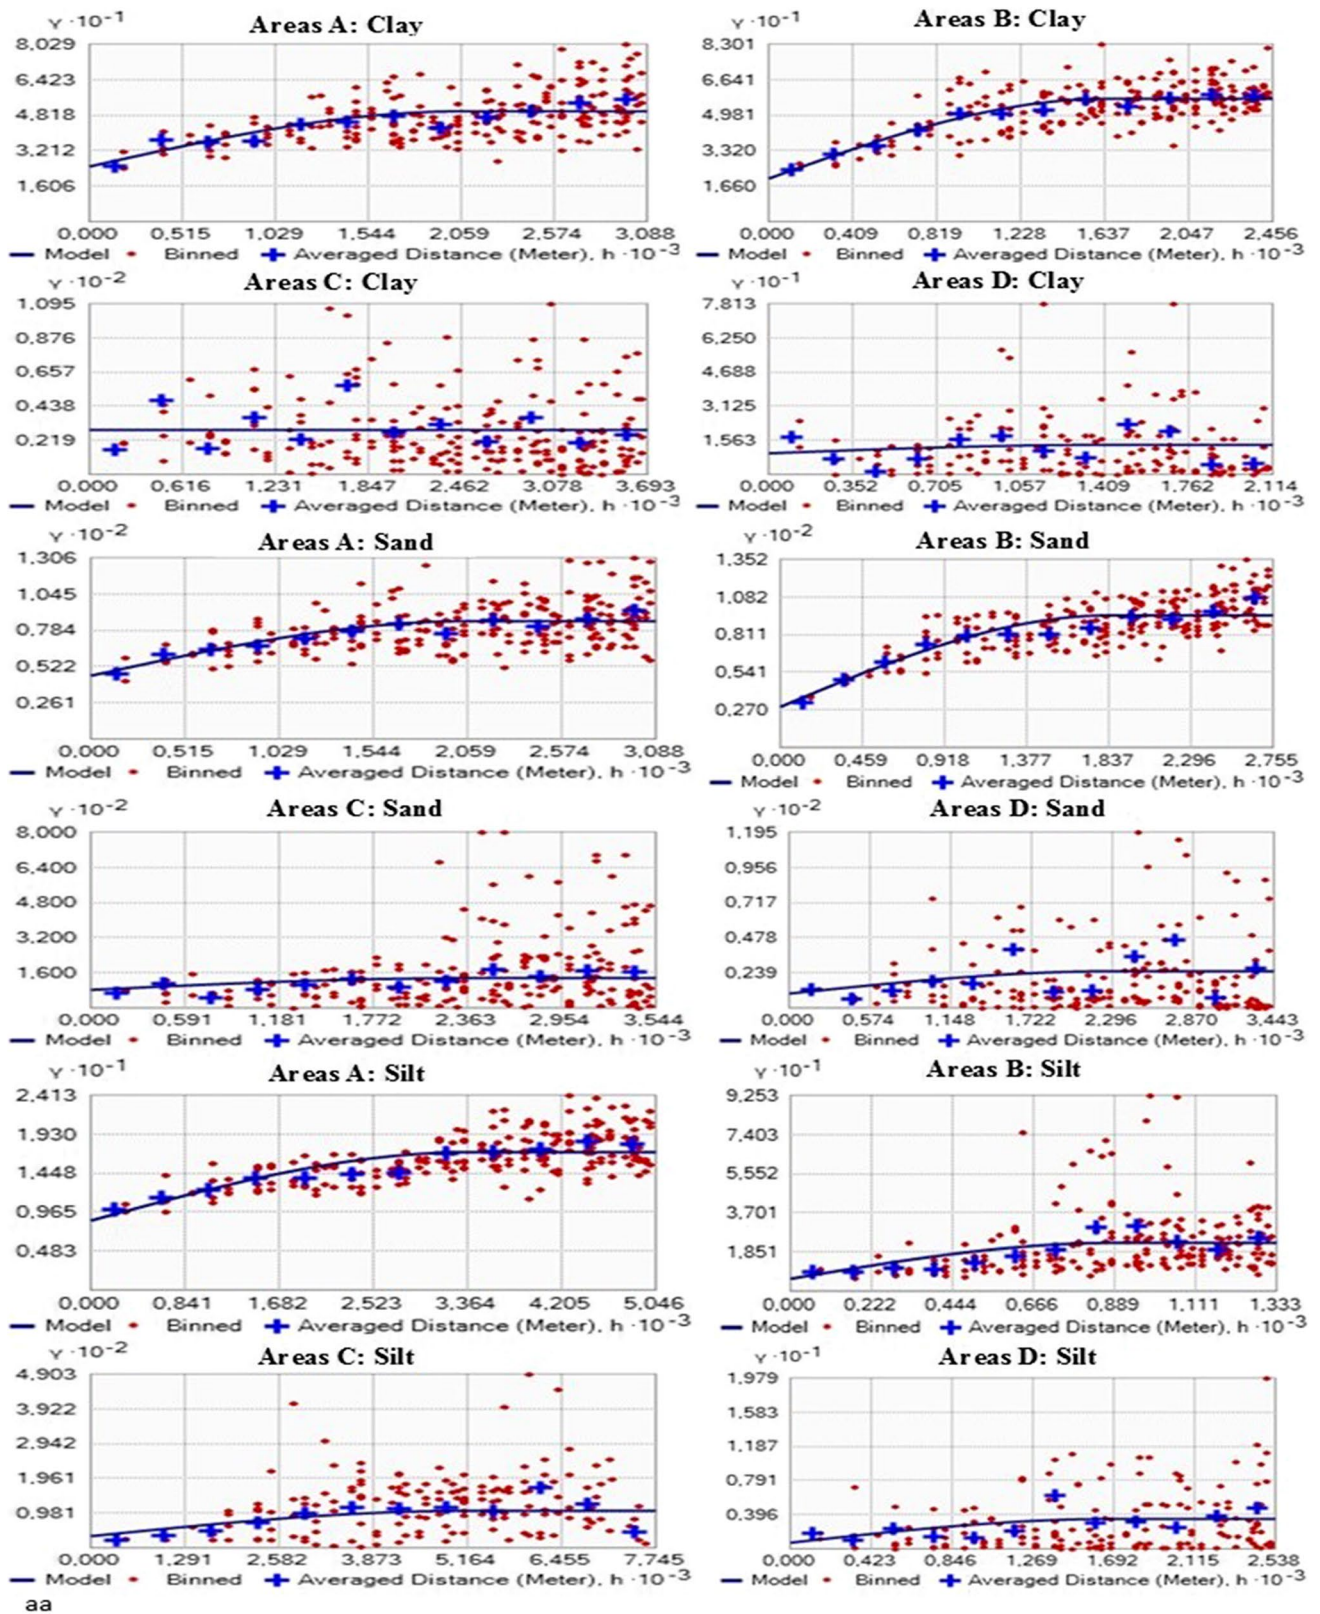 γ ·10⁻¹ Areas A: Clay
8,029
6,423
4,818
3,212
1,606
0,000 0,515 1,029 1,544 2,059 2,574 3,088
Model Binned Averaged Distance (Meter), h ·10⁻³
γ ·10⁻¹ Areas B: Clay
8,301
6,641
4,981
3,320
1,660
0,000 0,409 0,819 1,228 1,637 2,047 2,456
Model Binned Averaged Distance (Meter), h ·10⁻³
γ ·10⁻² Areas C: Clay
1,095
0,876
0,657
0,438
0,219
0,000 0,616 1,231 1,847 2,462 3,078 3,693
Model Binned Averaged Distance (Meter), h ·10⁻³
γ ·10⁻¹ Areas D: Clay
7,813
6,250
4,688
3,125
1,563
0,000 0,352 0,705 1,057 1,409 1,762 2,114
Model Binned Averaged Distance (Meter), h ·10⁻³
γ ·10⁻² Areas A: Sand
1,306
1,045
0,784
0,522
0,261
0,000 0,515 1,029 1,544 2,059 2,574 3,088
Model Binned Averaged Distance (Meter), h ·10⁻³
γ ·10⁻² Areas B: Sand
1,352
1,082
0,811
0,541
0,270
0,000 0,459 0,918 1,377 1,837 2,296 2,755
Model Binned Averaged Distance (Meter), h ·10⁻³
γ ·10⁻² Areas C: Sand
8,000
6,400
4,800
3,200
1,600
0,000 0,591 1,181 1,772 2,363 2,954 3,544
Model Binned Averaged Distance (Meter), h ·10⁻³
γ ·10⁻² Areas D: Sand
1,195
0,956
0,717
0,478
0,239
0,000 0,574 1,148 1,722 2,296 2,870 3,443
Model Binned Averaged Distance (Meter), h ·10⁻³
γ ·10⁻¹ Areas A: Silt
2,413
1,930
1,448
0,965
0,483
0,000 0,841 1,682 2,523 3,364 4,205 5,046
Model Binned Averaged Distance (Meter), h ·10⁻³
γ ·10⁻¹ Areas B: Silt
9,253
7,403
5,552
3,701
1,851
0,000 0,222 0,444 0,666 0,889 1,111 1,333
Model Binned Averaged Distance (Meter), h ·10⁻³
γ ·10⁻² Areas C: Silt
4,903
3,922
2,942
1,961
0,981
0,000 1,291 2,582 3,873 5,164 6,455 7,745
Model Binned Averaged Distance (Meter), h ·10⁻³
γ ·10⁻¹ Areas D: Silt
1,979
1,583
1,187
0,791
0,396
0,000 0,423 0,846 1,269 1,692 2,115 2,538
Model Binned Averaged Distance (Meter), h ·10⁻³
aa